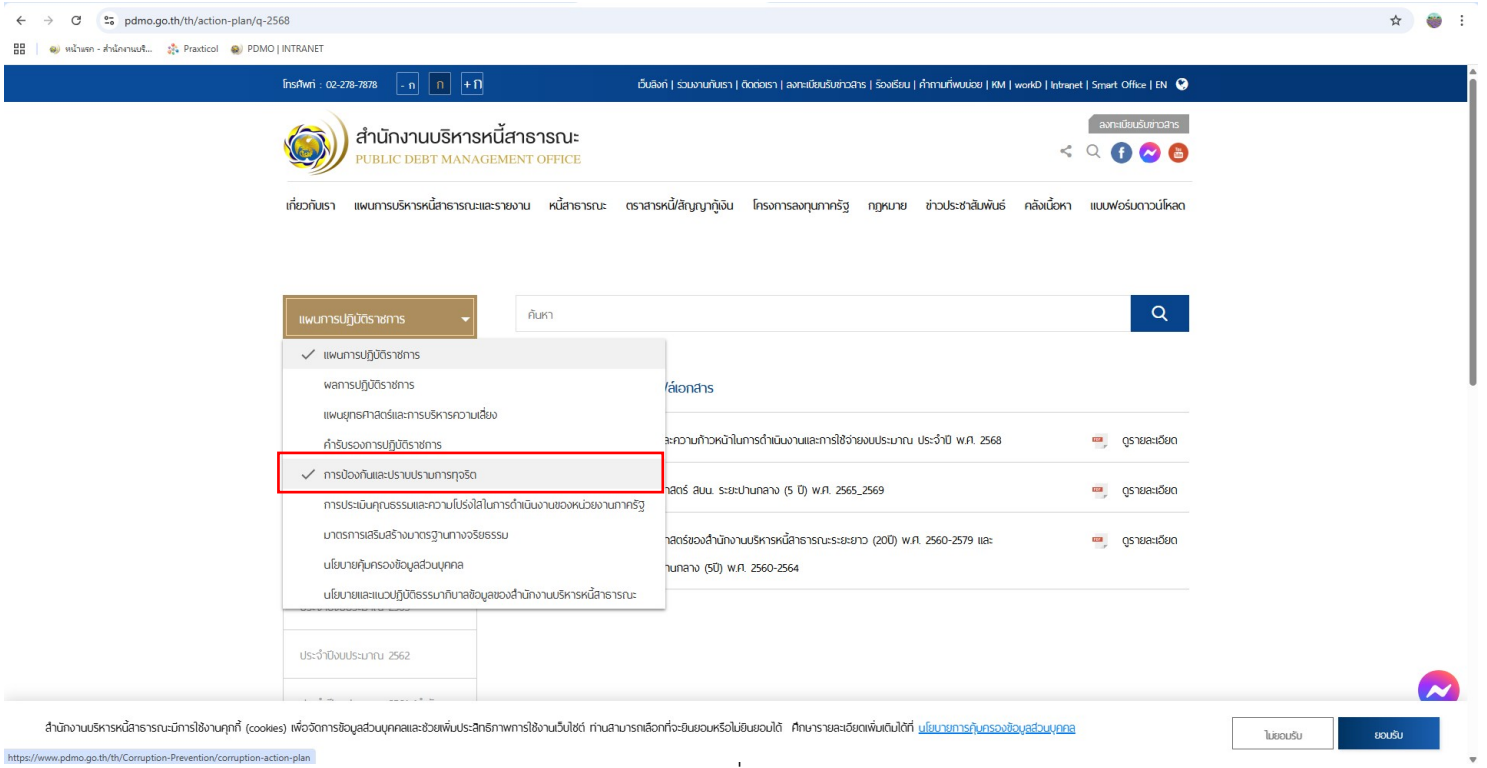 pdmo.go.th/th/action-plan/q-2568
หน้าแรก - สำนักงานบริ... Praxticol PDMO | INTRANET
โทรศัพท์ : 02-278-7878 - ก ก + ก เว็บลิงก์ | ร่วมงานกับเรา | ติดต่อเรา | ลงทะเบียนรับข่าวสาร | ร้องเรียน | คำถามที่พบบ่อย | KM | workD | Intranet | Smart Office | EN
ลงทะเบียนรับข่าวสาร
สำนักงานบริหารหนี้สาธารณะ
PUBLIC DEBT MANAGEMENT OFFICE
เกี่ยวกับเรา แผนการบริหารหนี้สาธารณะและรายงาน หนี้สาธารณะ ตราสารหนี้/สัญญากู้เงิน โครงการลงทุนภาครัฐ กฎหมาย ข่าวประชาสัมพันธ์ คลังเนื้อหา แบบฟอร์มดาวน์โหลด
แผนการปฏิบัติราชการ ค้นหา
แผนการปฏิบัติราชการ
ผลการปฏิบัติราชการ
ฟล์เอกสาร
แผนยุทธศาสตร์และการบริหารความเสี่ยง
คำรับรองการปฏิบัติราชการ
ละความก้าวหน้าในการดำเนินงานและการใช้จ่ายงบประมาณ ประจำปี พ.ศ. 2568 ดูรายละเอียด
การป้องกันและปราบปรามการทุจริต
าสตร์ สบน. ระยะปานกลาง (5 ปี) พ.ศ. 2565_2569 ดูรายละเอียด
การประเมินคุณธรรมและความโปร่งใสในการดำเนินงานของหน่วยงานภาครัฐ
มาตรการเสริมสร้างมาตรฐานทางจริยธรรม
าสตร์ของสำนักงานบริหารหนี้สาธารณะระยะยาว (20ปี) พ.ศ. 2560-2579 และ ดูรายละเอียด
นโยบายคุ้มครองข้อมูลส่วนบุคคล
านกลาง (5ปี) พ.ศ. 2560-2564
นโยบายและแนวปฏิบัติธรรมาภิบาลข้อมูลของสำนักงานบริหารหนี้สาธารณะ
ประจำปีงบประมาณ 2562
สำนักงานบริหารหนี้สาธารณะมีการใช้งานคุกกี้ (cookies) เพื่อจัดการข้อมูลส่วนบุคคลและช่วยเพิ่มประสิทธิภาพการใช้งานเว็บไซต์ ท่านสามารถเลือกที่จะยินยอมหรือไม่ยินยอมได้ ศึกษารายละเอียดเพิ่มเติมได้ที่ นโยบายการคุ้มครองข้อมูลส่วนบุคคล
ไม่ยอมรับ ยอมรับ
https://www.pdmo.go.th/th/Corruption-Prevention/corruption-action-plan